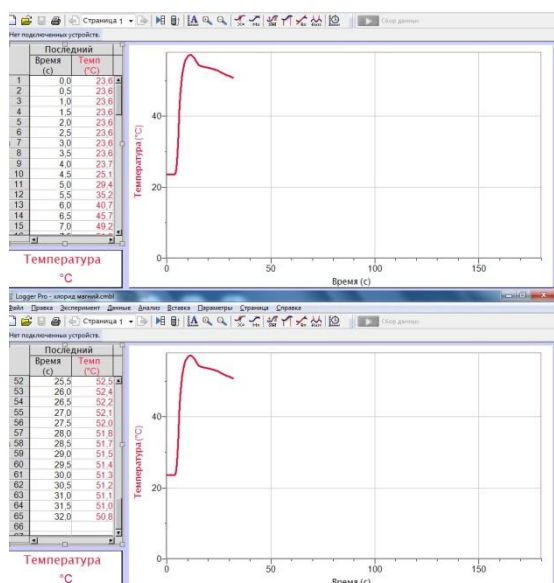 Страница 1
Сбор данных
Нет подключенных устройств.
Последний
Время Темп
(с) (°C)
1 0,0 23,6
2 0,5 23,6
3 1,0 23,6
4 1,5 23,6
5 2,0 23,6
6 2,5 23,6
7 3,0 23,6
8 3,5 23,6
9 4,0 23,7
10 4,5 25,1
11 5,0 29,4
12 5,5 35,2
13 6,0 40,7
14 6,5 45,7
15 7,0 49,2
Температура
°C
Температура (°C)
40
20
0
0 50 100 150
Время (с)
Logger Pro - хлорид магний.cmbl
Файл Правка Эксперимент Данные Анализ Вставка Параметры Страница Справка
Страница 1
Сбор данных
Нет подключенных устройств.
Последний
Время Темп
(с) (°C)
52 25,5 52,5
53 26,0 52,4
54 26,5 52,2
55 27,0 52,1
56 27,5 52,0
57 28,0 51,8
58 28,5 51,7
59 29,0 51,5
60 29,5 51,4
61 30,0 51,3
62 30,5 51,2
63 31,0 51,1
64 31,5 51,0
65 32,0 50,8
66
Температура
°C
Температура (°C)
40
20
0
0 50 100 150
Время (с)